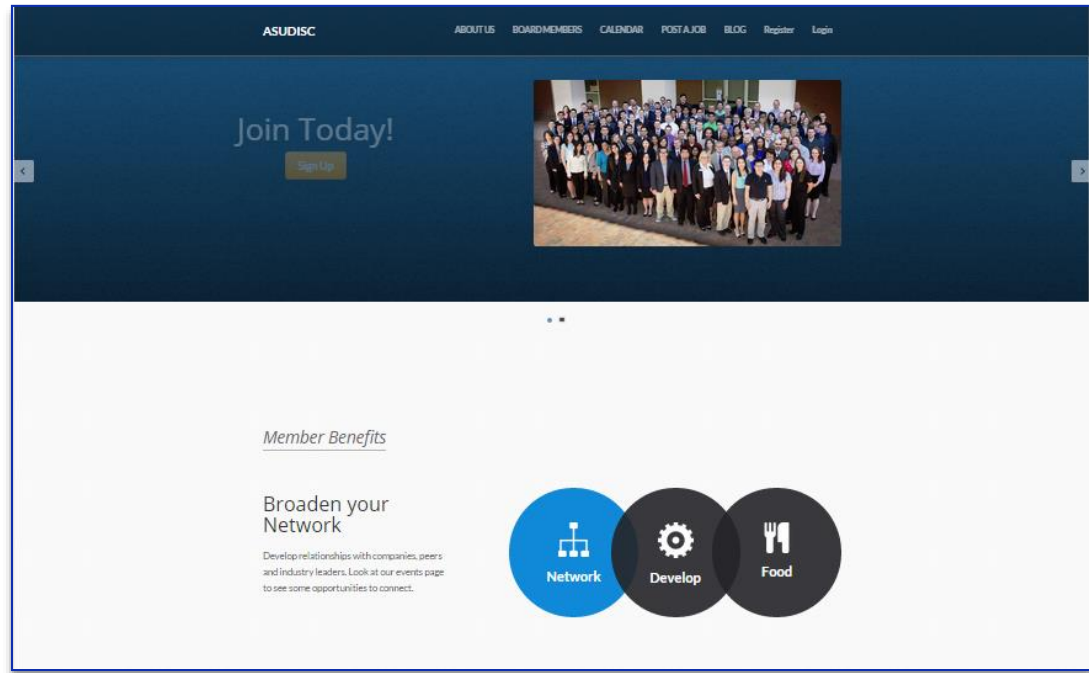 ASUDISC
ABOUT US BOARD MEMBERS CALENDAR POST A JOB BLOG Register Login
Join Today!
Sign Up
Member Benefits
Broaden your
Network
Develop relationships with companies, peers
and industry leaders. Look at our events page
to see some opportunities to connect.
Network Develop Food